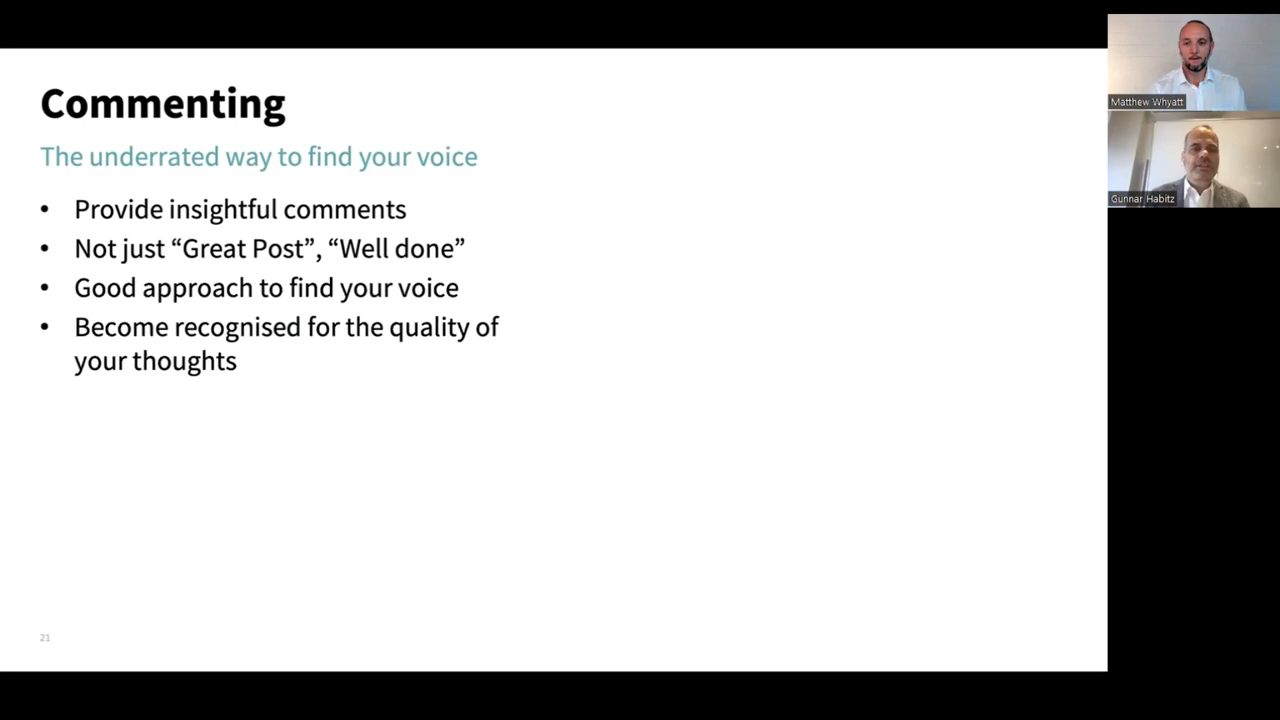 Commenting
The underrated way to find your voice
• Provide insightful comments
• Not just “Great Post”, “Well done”
• Good approach to find your voice
• Become recognised for the quality of
your thoughts
21
Matthew Whyatt
Gunnar Habitz